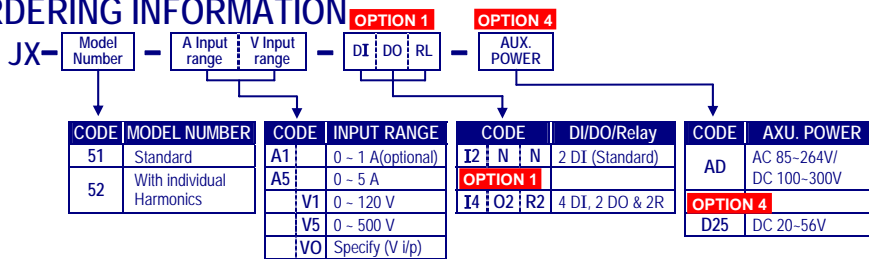 RDERING INFORMATION
OPTION 1
OPTION 4
JX- Model Number - A Input range V Input range - DI DO RL - AUX. POWER
CODE MODEL NUMBER
51 Standard
52 With individual Harmonics
CODE INPUT RANGE
A1 0 ~ 1 A(optional)
A5 0 ~ 5 A
V1 0 ~ 120 V
V5 0 ~ 500 V
VO Specify (V i/p)
CODE DI/DO/Relay
I2 N N 2 DI (Standard)
OPTION 1
I4 O2 R2 4 DI, 2 DO & 2R
CODE AXU. POWER
AD AC 85~264V/
DC 100~300V
OPTION 4
D25 DC 20~56V